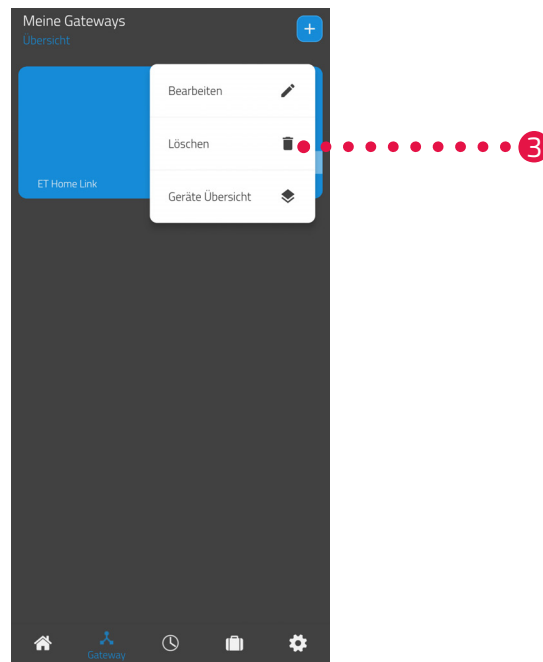 Meine Gateways
Übersicht
+
Bearbeiten
Löschen
3
ET Home Link
Geräte Übersicht
Gateway